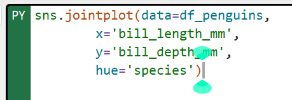 PY sns.jointplot(data=df_penguins,
x='bill_length_mm',
y='bill_depth_mm',
hue='species')